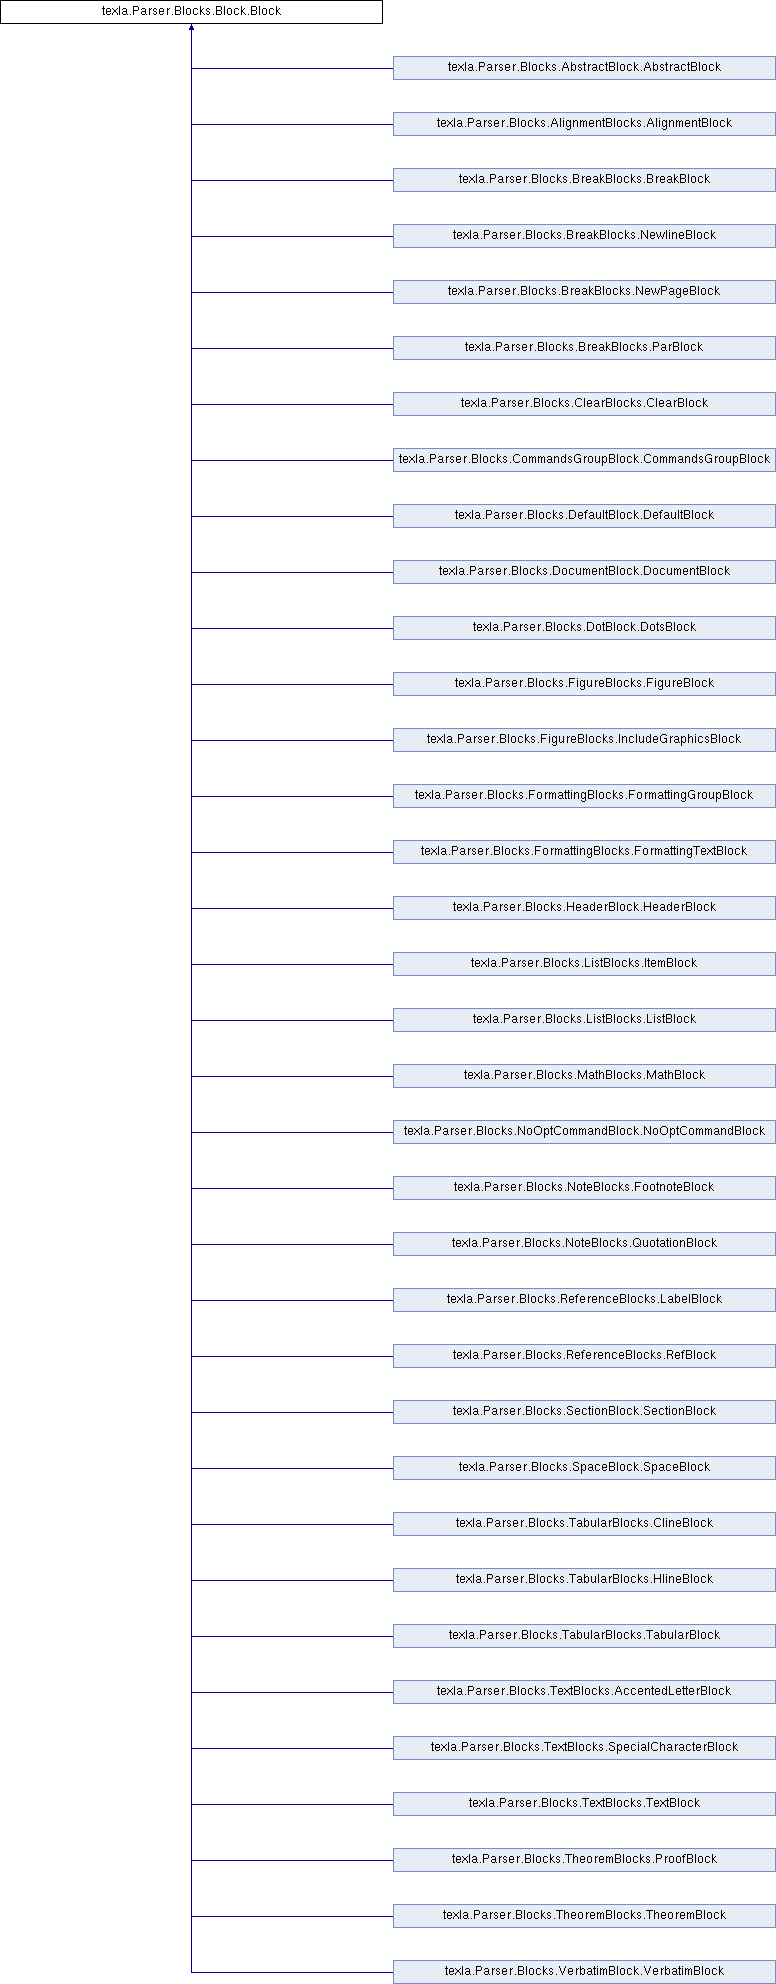 texla.Parser.Blocks.Block.Block
texla.Parser.Blocks.AbstractBlock.AbstractBlock
texla.Parser.Blocks.AlignmentBlocks.AlignmentBlock
texla.Parser.Blocks.BreakBlocks.BreakBlock
texla.Parser.Blocks.BreakBlocks.NewlineBlock
texla.Parser.Blocks.BreakBlocks.NewPageBlock
texla.Parser.Blocks.BreakBlocks.ParBlock
texla.Parser.Blocks.ClearBlocks.ClearBlock
texla.Parser.Blocks.CommandsGroupBlock.CommandsGroupBlock
texla.Parser.Blocks.DefaultBlock.DefaultBlock
texla.Parser.Blocks.DocumentBlock.DocumentBlock
texla.Parser.Blocks.DotBlock.DotsBlock
texla.Parser.Blocks.FigureBlocks.FigureBlock
texla.Parser.Blocks.FigureBlocks.IncludeGraphicsBlock
texla.Parser.Blocks.FormattingBlocks.FormattingGroupBlock
texla.Parser.Blocks.FormattingBlocks.FormattingTextBlock
texla.Parser.Blocks.HeaderBlock.HeaderBlock
texla.Parser.Blocks.ListBlocks.ItemBlock
texla.Parser.Blocks.ListBlocks.ListBlock
texla.Parser.Blocks.MathBlocks.MathBlock
texla.Parser.Blocks.NoOptCommandBlock.NoOptCommandBlock
texla.Parser.Blocks.NoteBlocks.FootnoteBlock
texla.Parser.Blocks.NoteBlocks.QuotationBlock
texla.Parser.Blocks.ReferenceBlocks.LabelBlock
texla.Parser.Blocks.ReferenceBlocks.RefBlock
texla.Parser.Blocks.SectionBlock.SectionBlock
texla.Parser.Blocks.SpaceBlock.SpaceBlock
texla.Parser.Blocks.TabularBlocks.ClineBlock
texla.Parser.Blocks.TabularBlocks.HlineBlock
texla.Parser.Blocks.TabularBlocks.TabularBlock
texla.Parser.Blocks.TextBlocks.AccentedLetterBlock
texla.Parser.Blocks.TextBlocks.SpecialCharacterBlock
texla.Parser.Blocks.TextBlocks.TextBlock
texla.Parser.Blocks.TheoremBlocks.ProofBlock
texla.Parser.Blocks.TheoremBlocks.TheoremBlock
texla.Parser.Blocks.VerbatimBlock.VerbatimBlock